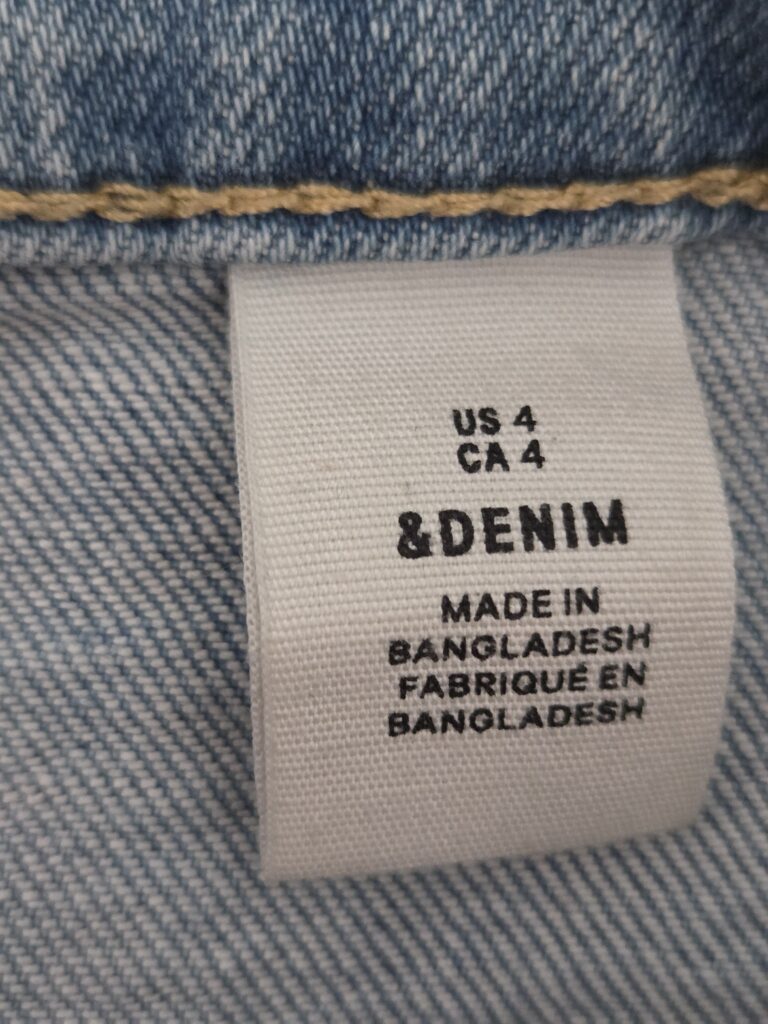 US 4
CA 4
&DENIM
MADE IN
BANGLADESH
FABRIQUÉ EN
BANGLADESH